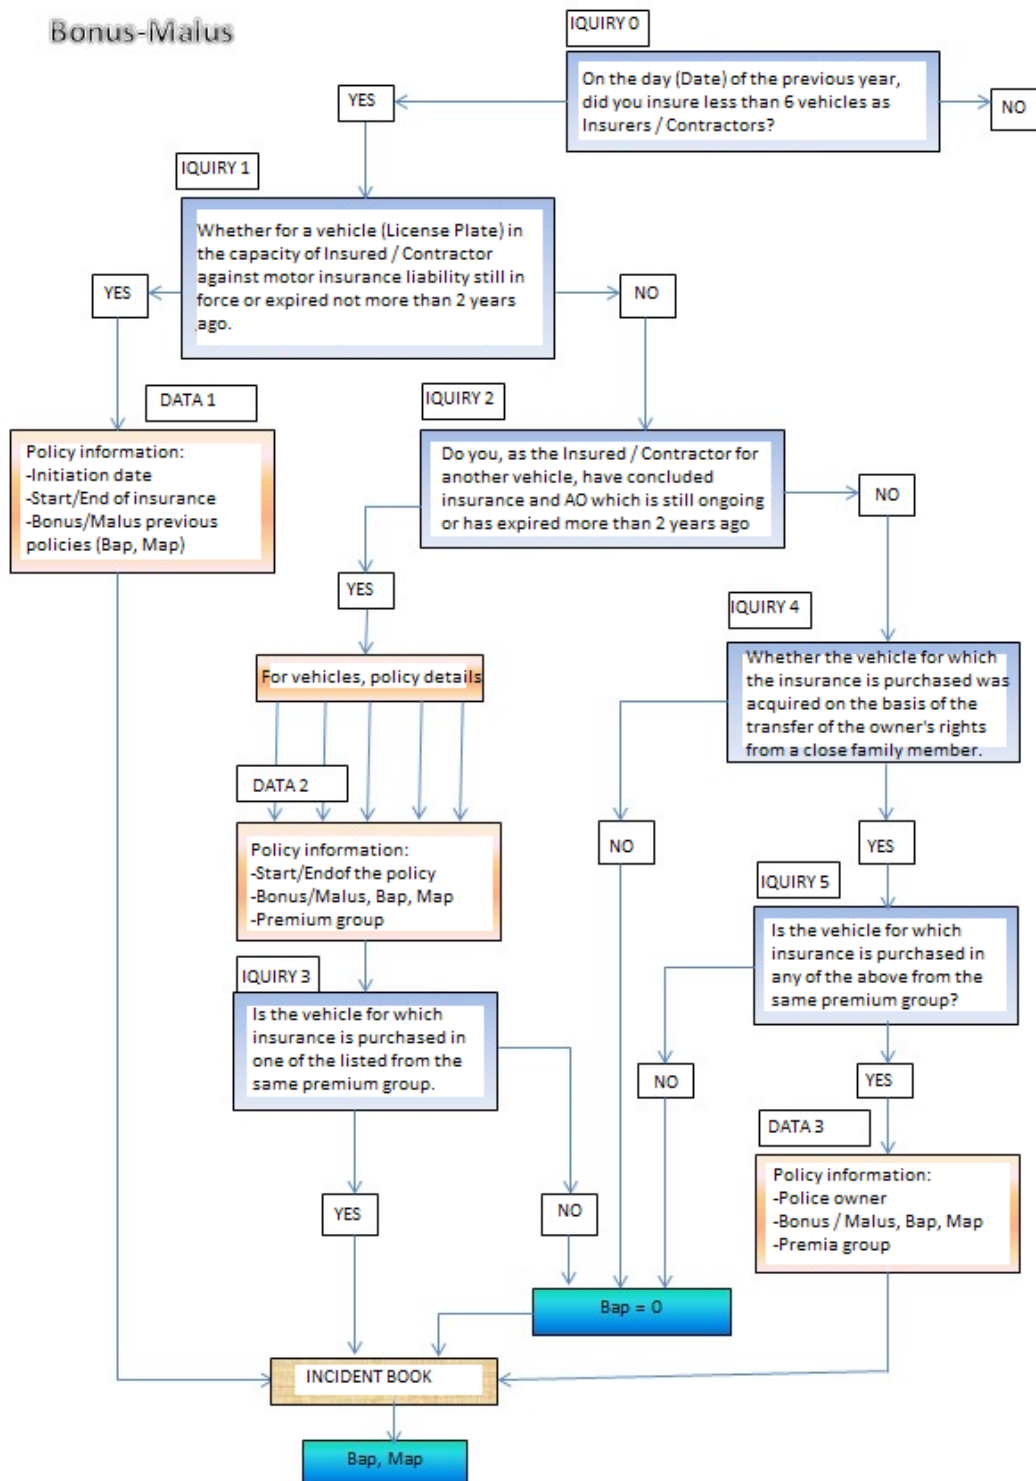 Bonus-Malus
IQUIRY 0
On the day (Date) of the previous year,
did you insure less than 6 vehicles as
Insurers / Contractors?
YES
NO
IQUIRY 1
Whether for a vehicle (License Plate) in
the capacity of Insured / Contractor
against motor insurance liability still in
force or expired not more than 2 years
ago.
YES
NO
DATA 1
Policy information:
-Initiation date
-Start/End of insurance
-Bonus/Malus previous
policies (Bap, Map)
IQUIRY 2
Do you, as the Insured / Contractor for
another vehicle, have concluded
insurance and AO which is still ongoing
or has expired more than 2 years ago
NO
YES
For vehicles, policy details
DATA 2
Policy information:
-Start/Endof the policy
-Bonus/Malus, Bap, Map
-Premium group
IQUIRY 3
Is the vehicle for which
insurance is purchased in
one of the listed from the
same premium group.
YES
NO
IQUIRY 4
Whether the vehicle for which
the insurance is purchased was
acquired on the basis of the
transfer of the owner's rights
from a close family member.
NO
YES
IQUIRY 5
Is the vehicle for which
insurance is purchased in
any of the above from the
same premium group?
NO
YES
DATA 3
Policy information:
-Police owner
-Bonus / Malus, Bap, Map
-Premia group
Bap = 0
INCIDENT BOOK
Bap, Map